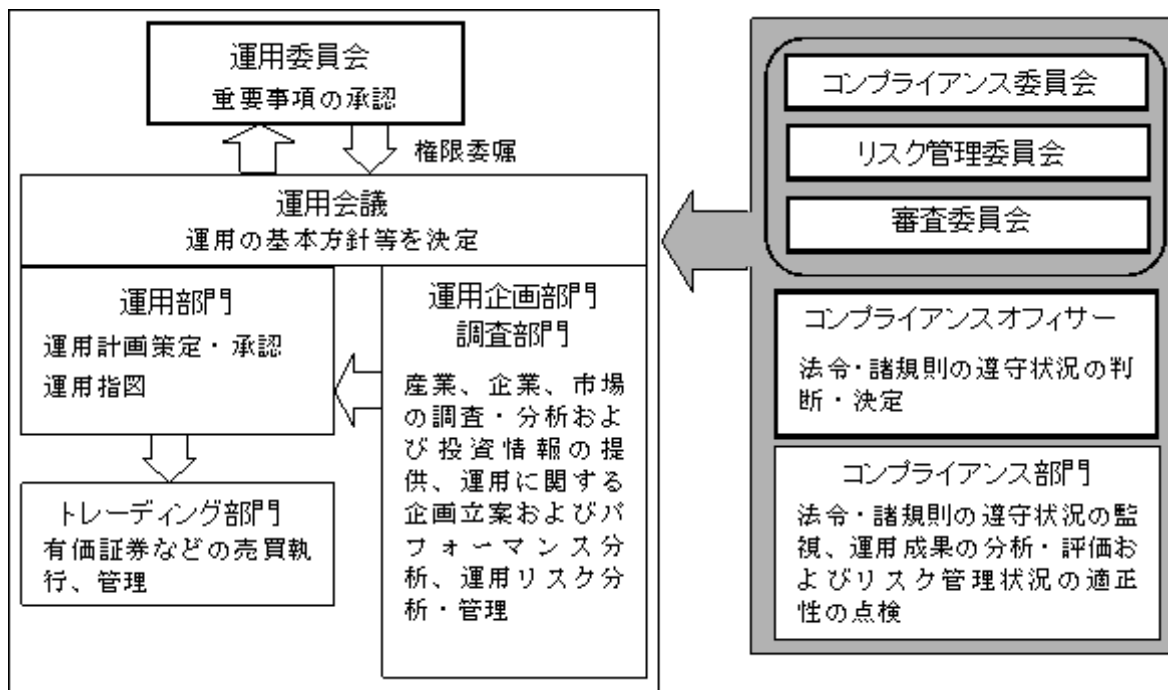 運用委員会
重要事項の承認
権限委嘱
運用会議
運用の基本方針等を決定
運用部門
運用計画策定・承認
運用指図
運用企画部門
調査部門
産業、企業、市場
の調査・分析およ
び投資情報の提
供、運用に関する
企画立案およびパ
フォーマンス分
析、運用リスク分
析・管理
トレーディング部門
有価証券などの売買執
行、管理
コンプライアンス委員会
リスク管理委員会
審査委員会
コンプライアンスオフィサー
法令・諸規則の遵守状況の判
断・決定
コンプライアンス部門
法令・諸規則の遵守状況の監
視、運用成果の分析・評価お
よびリスク管理状況の適正
性の点検